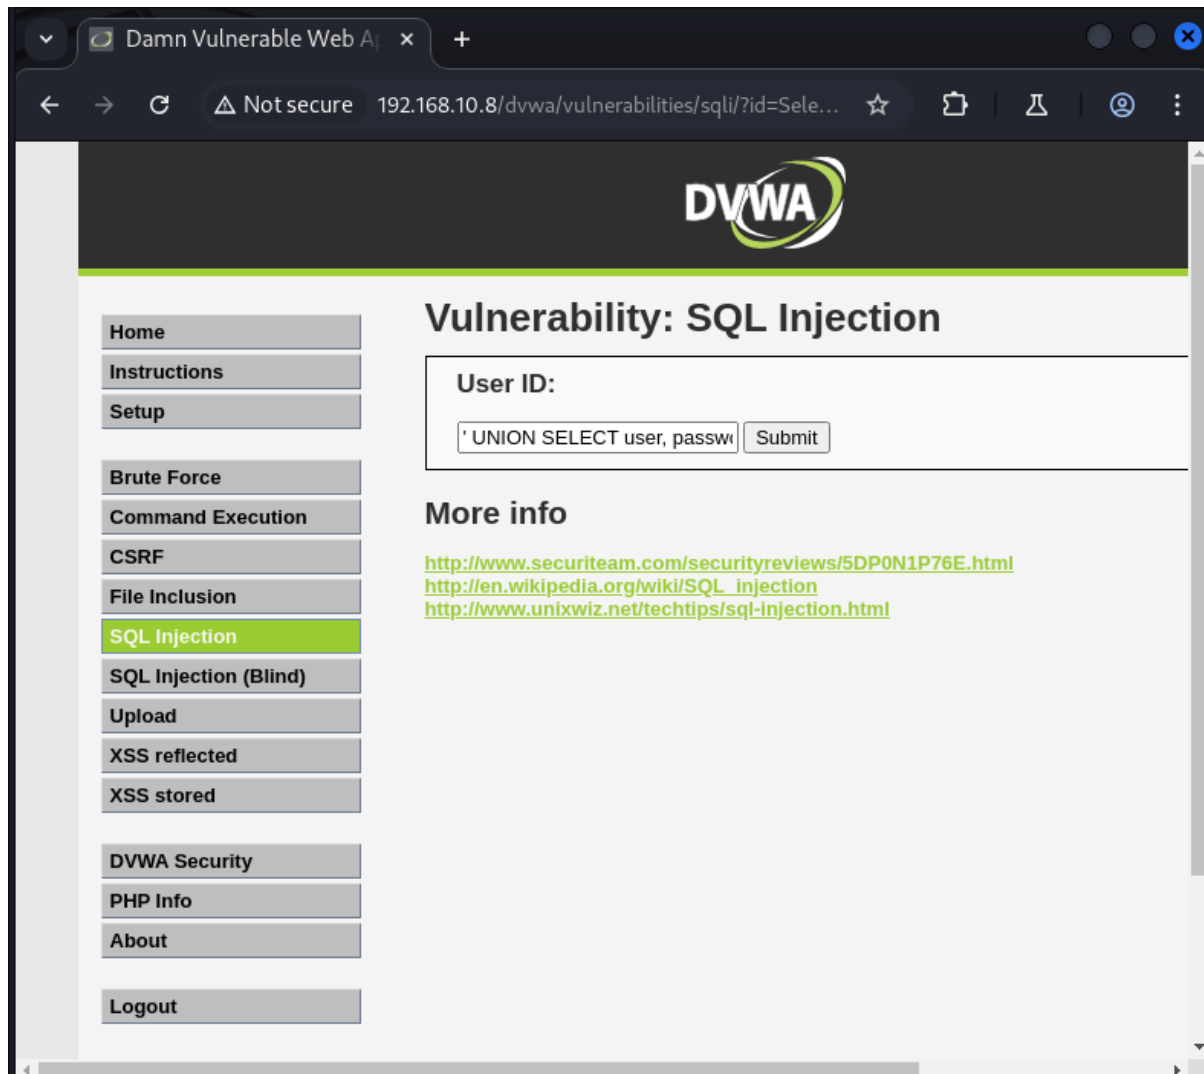 Damn Vulnerable Web Ap
Not secure 192.168.10.8/dvwa/vulnerabilities/sqli/?id=Sele...
DVWA
Vulnerability: SQL Injection
Home
Instructions
Setup
User ID:
' UNION SELECT user, passw Submit
Brute Force
Command Execution
CSRF
File Inclusion
SQL Injection
SQL Injection (Blind)
Upload
XSS reflected
XSS stored
More info
http://www.securiteam.com/securityreviews/5DP0N1P76E.html
http://en.wikipedia.org/wiki/SQL_injection
http://www.unixwiz.net/techtips/sql-injection.html
DVWA Security
PHP Info
About
Logout